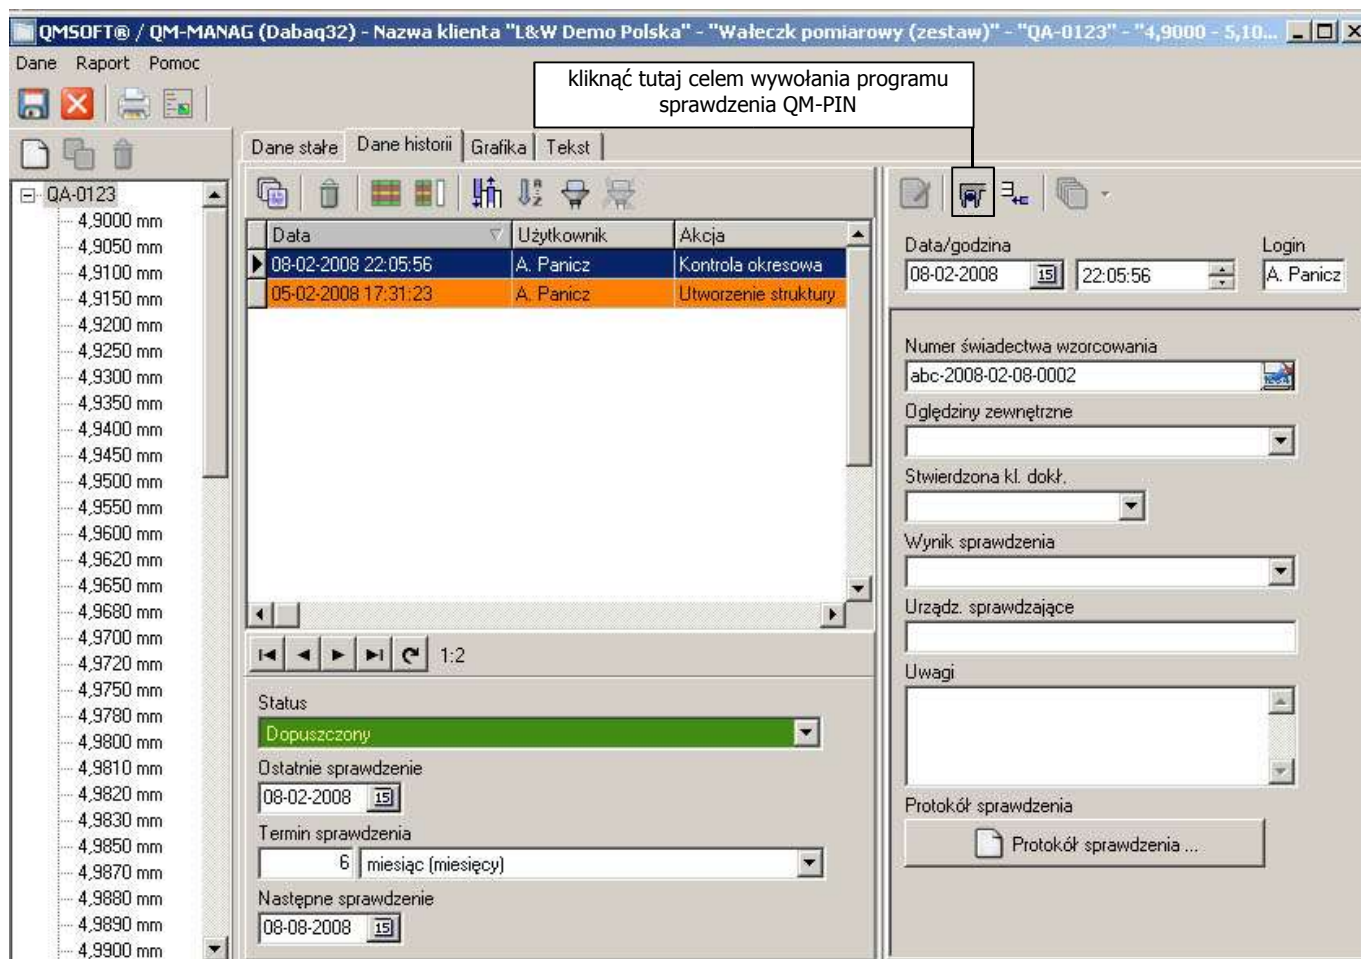 QMSOFT® / QM-MANAG (Dabaq32) - Nazwa klienta "L&W Demo Polska" - "Wałeczk pomiarowy (zestaw)" - "QA-0123" - "4,9000 - 5,10...
Dane Raport Pomoc
kliknąć tutaj celem wywołania programu
sprawdzenia QM-PIN
Dane stałe Dane historii Grafika Tekst
QA-0123
4,9000 mm
4,9050 mm
4,9100 mm
4,9150 mm
4,9200 mm
4,9250 mm
4,9300 mm
4,9350 mm
4,9400 mm
4,9450 mm
4,9500 mm
4,9550 mm
4,9600 mm
4,9620 mm
4,9650 mm
4,9680 mm
4,9700 mm
4,9720 mm
4,9750 mm
4,9780 mm
4,9800 mm
4,9810 mm
4,9820 mm
4,9830 mm
4,9850 mm
4,9870 mm
4,9880 mm
4,9890 mm
4,9900 mm
Data Użytkownik Akcja
08-02-2008 22:05:56 A. Panicz Kontrola okresowa
05-02-2008 17:31:23 A. Panicz Utworzenie struktury
1:2
Status
Dopuszczony
Ostatnie sprawdzenie
08-02-2008 15
Termin sprawdzenia
6 miesiąc (miesięcy)
Następne sprawdzenie
08-08-2008 15
Data/godzina Login
08-02-2008 15 22:05:56 A. Panicz
Numer świadectwa wzorcowania
abc-2008-02-08-0002
Oględziny zewnętrzne
Stwierdzona kl. dokł.
Wynik sprawdzenia
Urządz. sprawdzające
Uwagi
Protokół sprawdzenia
Protokół sprawdzenia ...